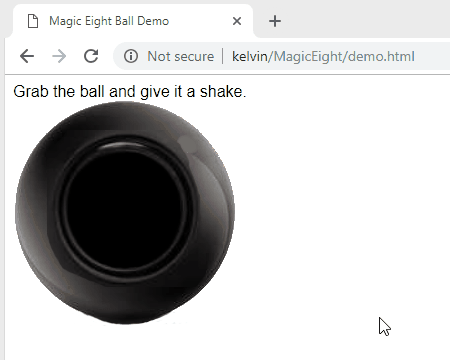 Magic Eight Ball Demo
Not secure | kelvin/MagicEight/demo.html
Grab the ball and give it a shake.